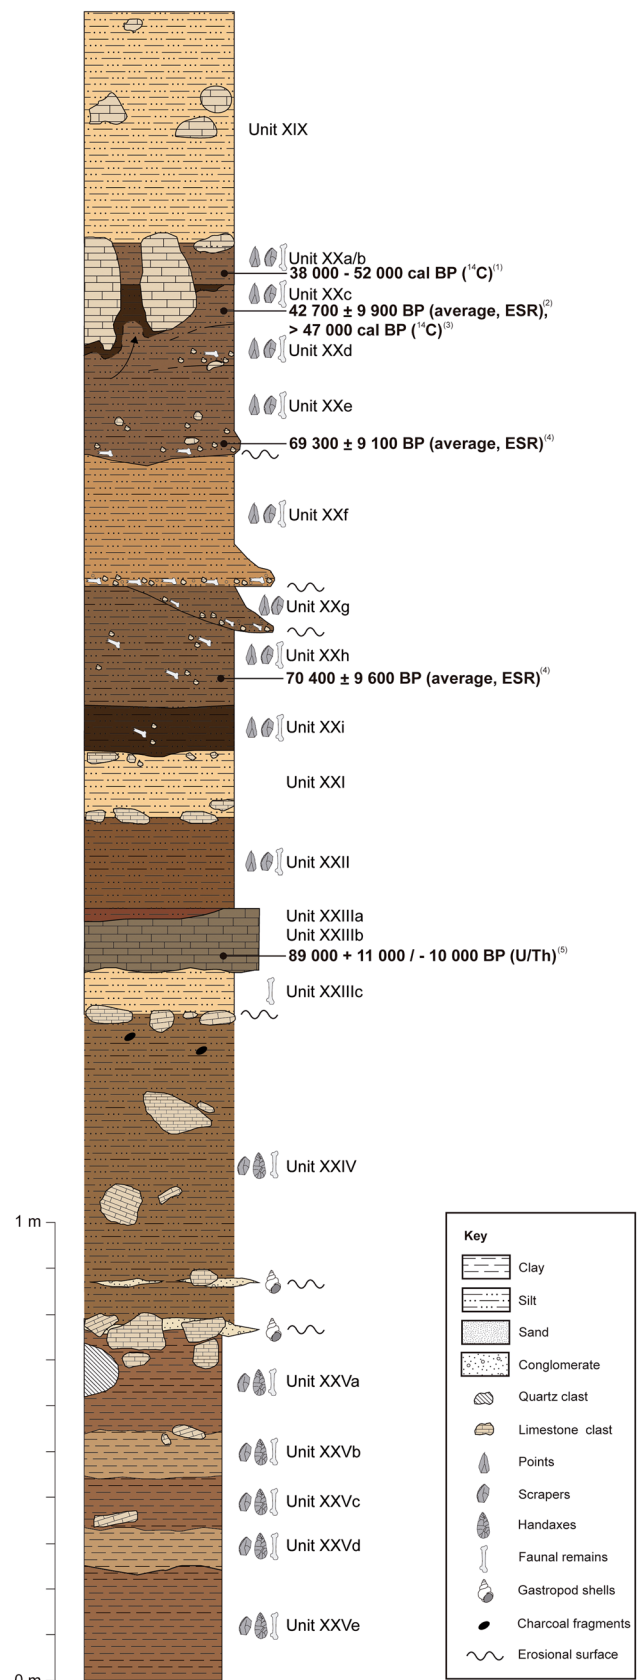 Unit XIX
Unit XXa/b
38 000 - 52 000 cal BP (¹⁴C)⁽¹⁾
Unit XXc
42 700 ± 9 900 BP (average, ESR),⁽²⁾
> 47 000 cal BP (¹⁴C)⁽³⁾
Unit XXd
Unit XXe
69 300 ± 9 100 BP (average, ESR)⁽⁴⁾
Unit XXf
Unit XXg
Unit XXh
70 400 ± 9 600 BP (average, ESR)⁽⁴⁾
Unit XXi
Unit XXI
Unit XXII
Unit XXIIIa
Unit XXIIIb
89 000 + 11 000 / - 10 000 BP (U/Th)⁽⁵⁾
Unit XXIIIc
Unit XXIV
1 m
Unit XXVa
Unit XXVb
Unit XXVc
Unit XXVd
Unit XXVe
0 m
Key
Clay
Silt
Sand
Conglomerate
Quartz clast
Limestone clast
Points
Scrapers
Handaxes
Faunal remains
Gastropod shells
Charcoal fragments
Erosional surface